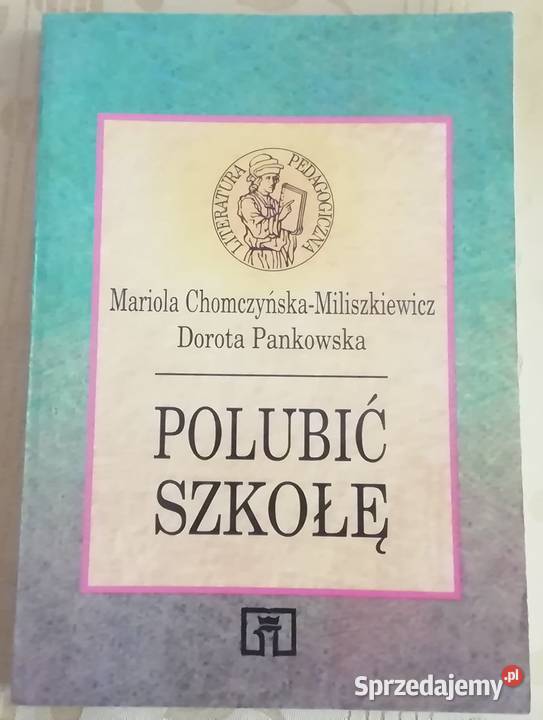 LITERATURA PEDAGOGICZNA
Mariola Chomczyńska-Miliszkiewicz
Dorota Pankowska
POLUBIĆ
SZKOŁĘ
Sprzedajemy.pl